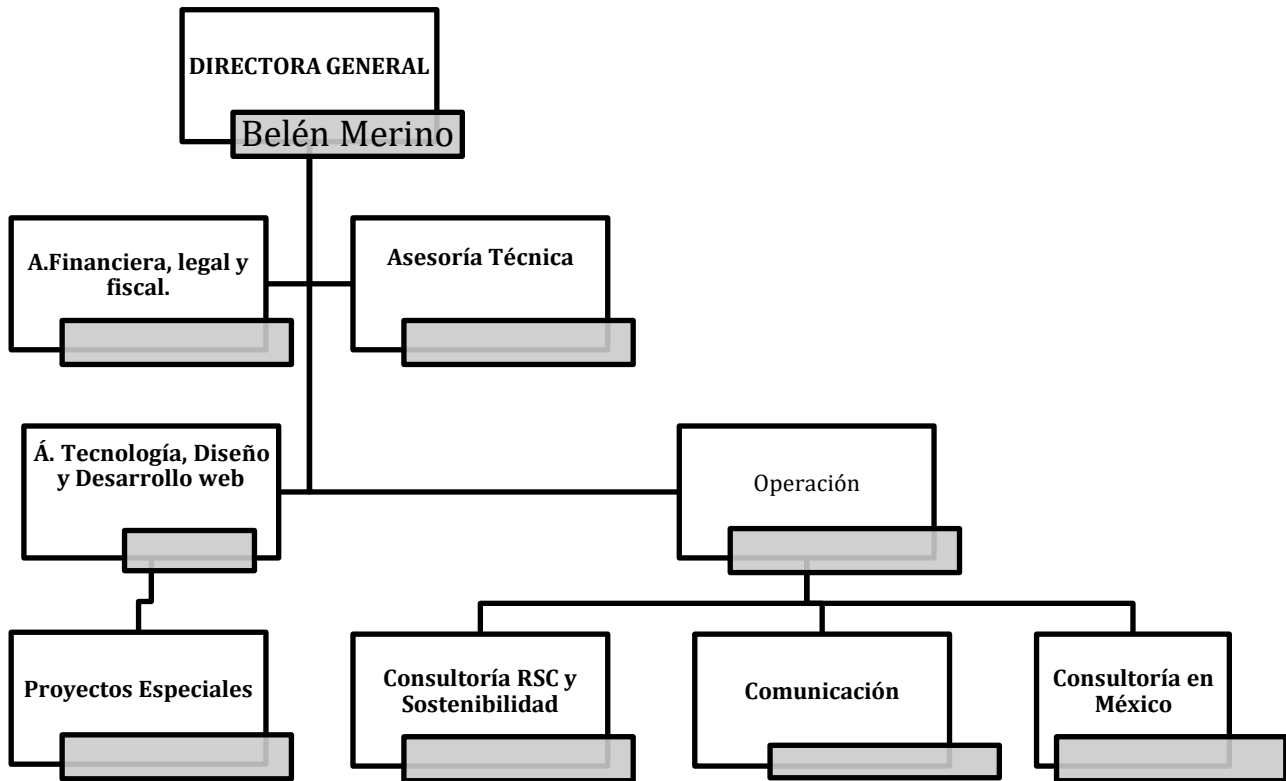 DIRECTORA GENERAL
Belén Merino
A.Financiera, legal y
fiscal.
Asesoría Técnica
Á. Tecnología, Diseño
y Desarrollo web
Operación
Proyectos Especiales
Consultoría RSC y
Sostenibilidad
Comunicación
Consultoría en
México